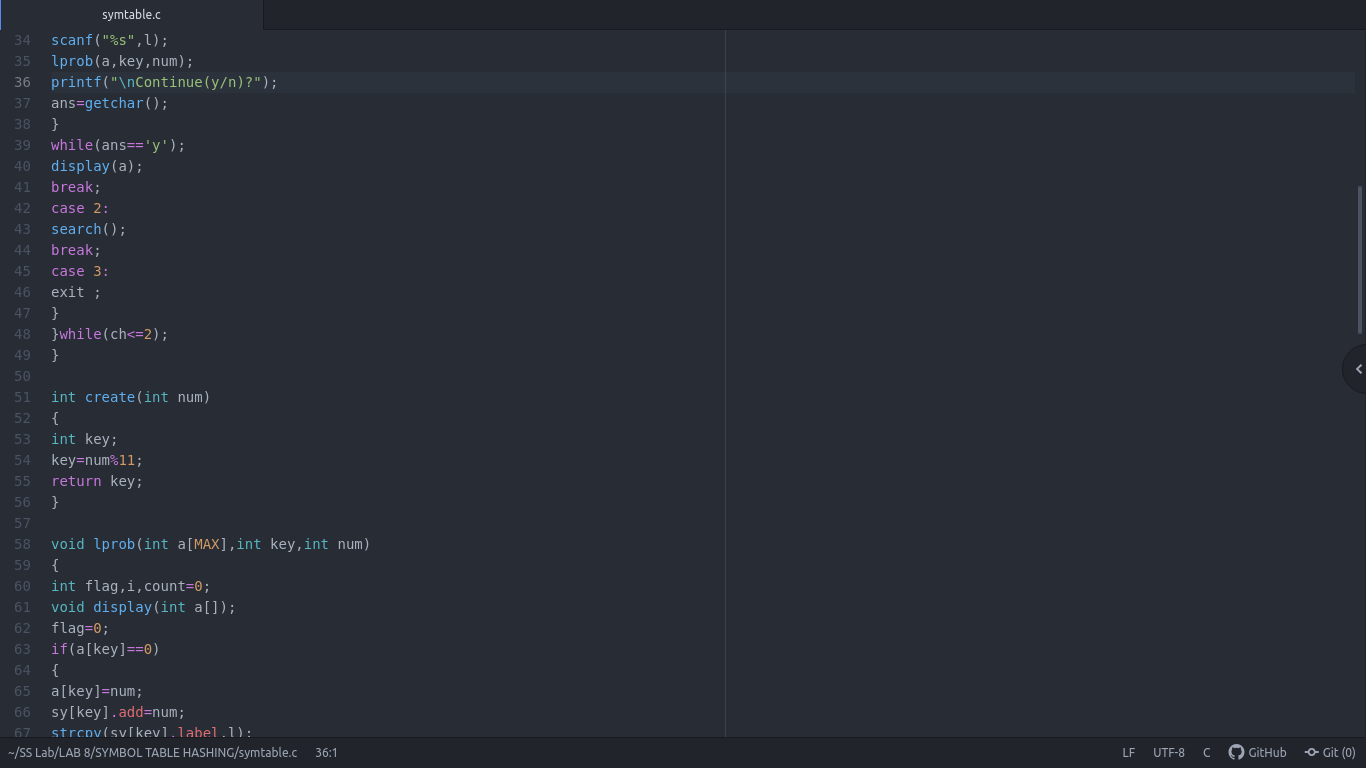 symtable.c
34 scanf("%s",l);
35 lprob(a,key,num);
36 printf("\nContinue(y/n)?");
37 ans=getchar();
38 }
39 while(ans=='y');
40 display(a);
41 break;
42 case 2:
43 search();
44 break;
45 case 3:
46 exit ;
47 }
48 }while(ch<=2);
49 }
50
51 int create(int num)
52 {
53 int key;
54 key=num%11;
55 return key;
56 }
57
58 void lprob(int a[MAX],int key,int num)
59 {
60 int flag,i,count=0;
61 void display(int a[]);
62 flag=0;
63 if(a[key]==0)
64 {
65 a[key]=num;
66 sy[key].add=num;
67 strcpy(sy[key].label,l);
~/SS Lab/LAB 8/SYMBOL TABLE HASHING/symtable.c 36:1 LF UTF-8 C GitHub Git (0)